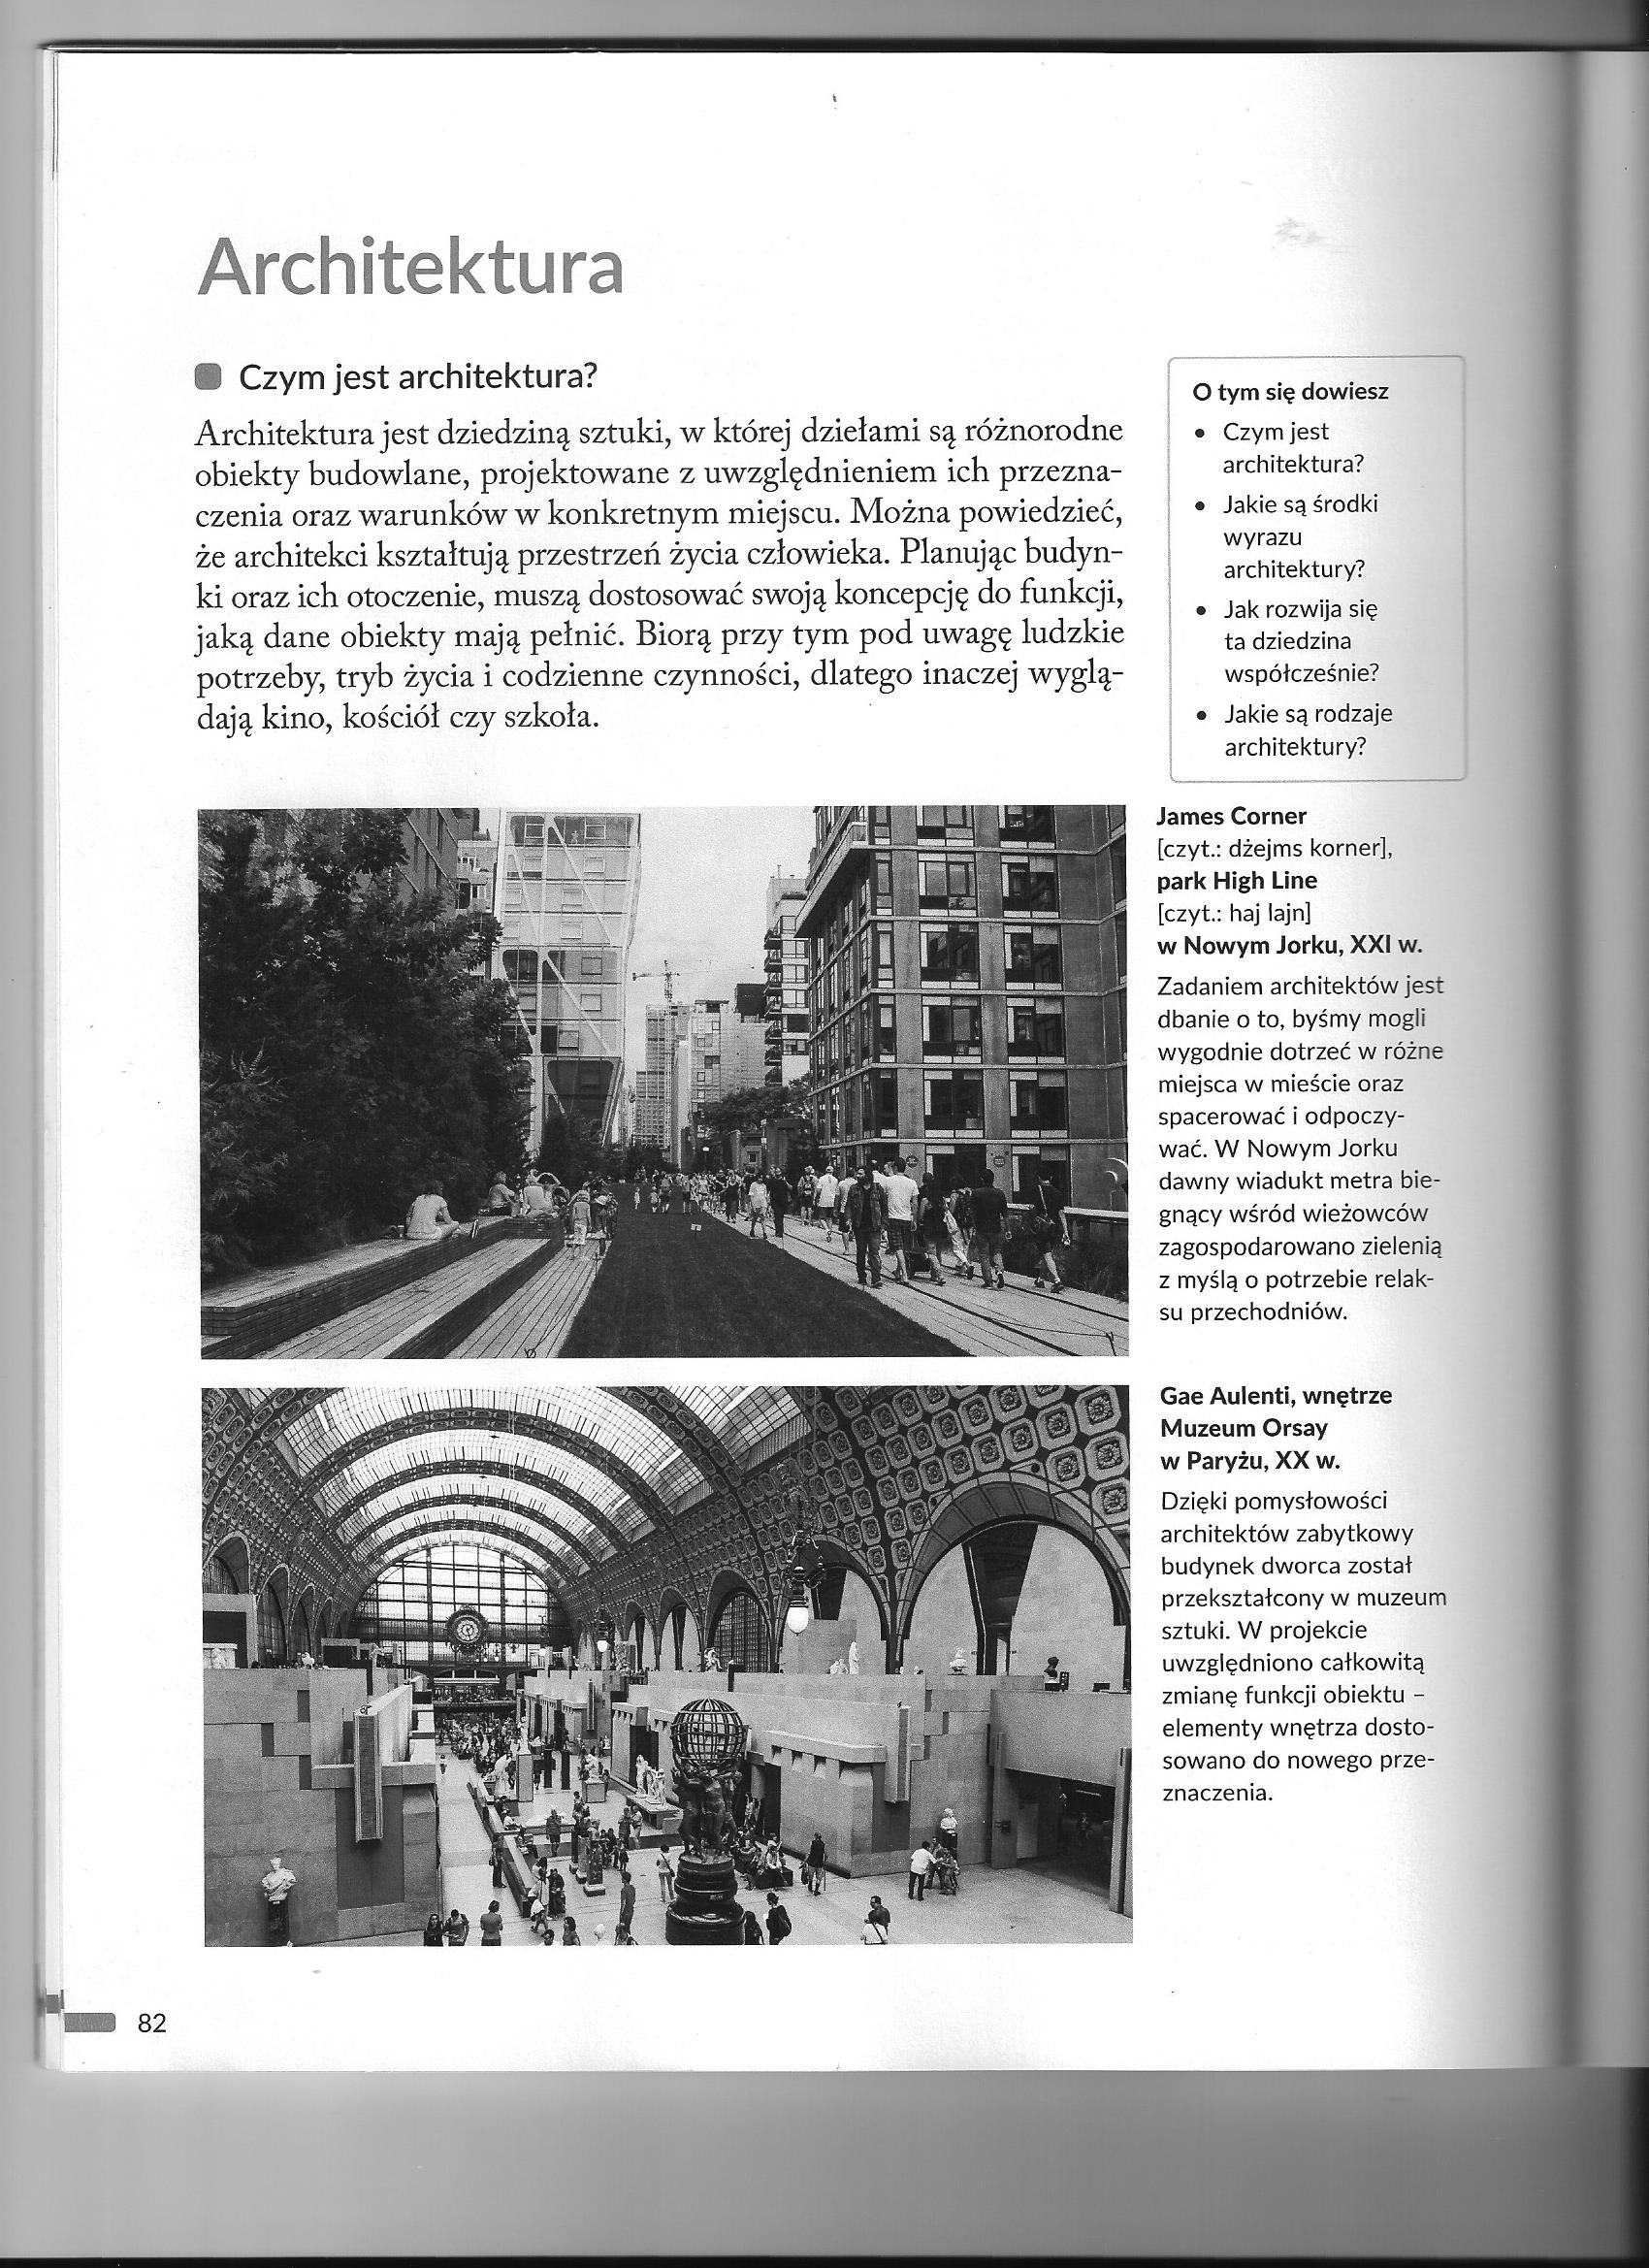 Architektura
Czym jest architektura?
Architektura jest dziedziną sztuki, w której dziełami są różnorodne
obiekty budowlane, projektowane z uwzględnieniem ich przezna-
czenia oraz warunków w konkretnym miejscu. Można powiedzieć,
że architekci kształtują przestrzeń życia człowieka. Planując budyn-
ki oraz ich otoczenie, muszą dostosować swoją koncepcję do funkcji,
jaką dane obiekty mają pełnić. Biorą przy tym pod uwagę ludzkie
potrzeby, tryb życia i codzienne czynności, dlatego inaczej wyglą-
dają kino, kościół czy szkoła.
O tym się dowiesz
• Czym jest
architektura?
• Jakie są środki
wyrazu
architektury?
• Jak rozwija się
ta dziedzina
współcześnie?
• Jakie są rodzaje
architektury?
James Corner
[czyt.: dżejms korner],
park High Line
[czyt.: haj lajn]
w Nowym Jorku, XXI w.
Zadaniem architektów jest
dbanie o to, byśmy mogli
wygodnie dotrzeć w różne
miejsca w mieście oraz
spacerować i odpoczy-
wać. W Nowym Jorku
dawny wiadukt metra bie-
gnący wśród wieżowców
zagospodarowano zielenią
z myślą o potrzebie relak-
su przechodniów.
Gae Aulenti, wnętrze
Muzeum Orsay
w Paryżu, XX w.
Dzięki pomysłowości
architektów zabytkowy
budynek dworca został
przekształcony w muzeum
sztuki. W projekcie
uwzględniono całkowitą
zmianę funkcji obiektu –
elementy wnętrza dosto-
sowano do nowego prze-
znaczenia.
82